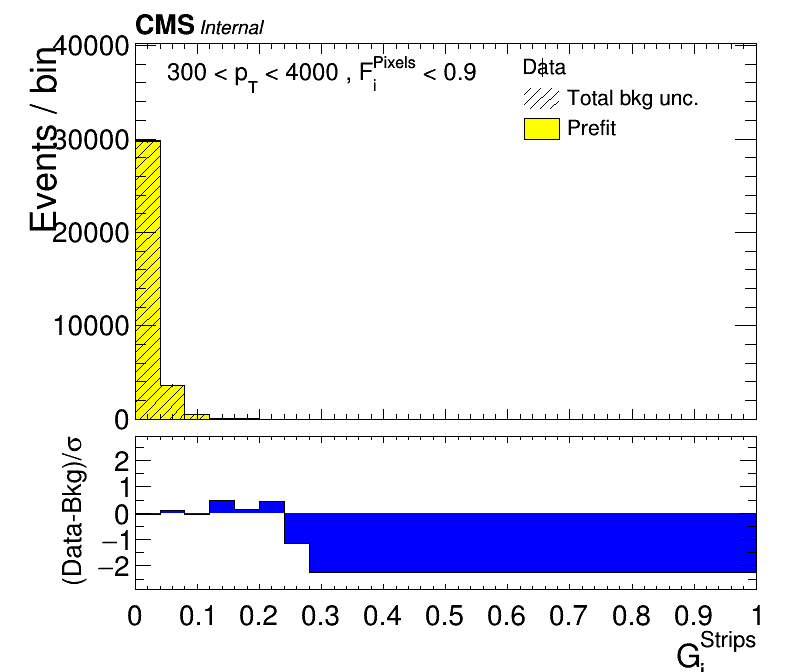 CMS Internal
Events / bin
40000
30000
20000
10000
0
300 < p_T < 4000 , F_i^Pixels < 0.9
Data
Total bkg unc.
Prefit
(Data-Bkg)/σ
2
1
0
−1
−2
0 0.1 0.2 0.3 0.4 0.5 0.6 0.7 0.8 0.9 1
G_i^Strips